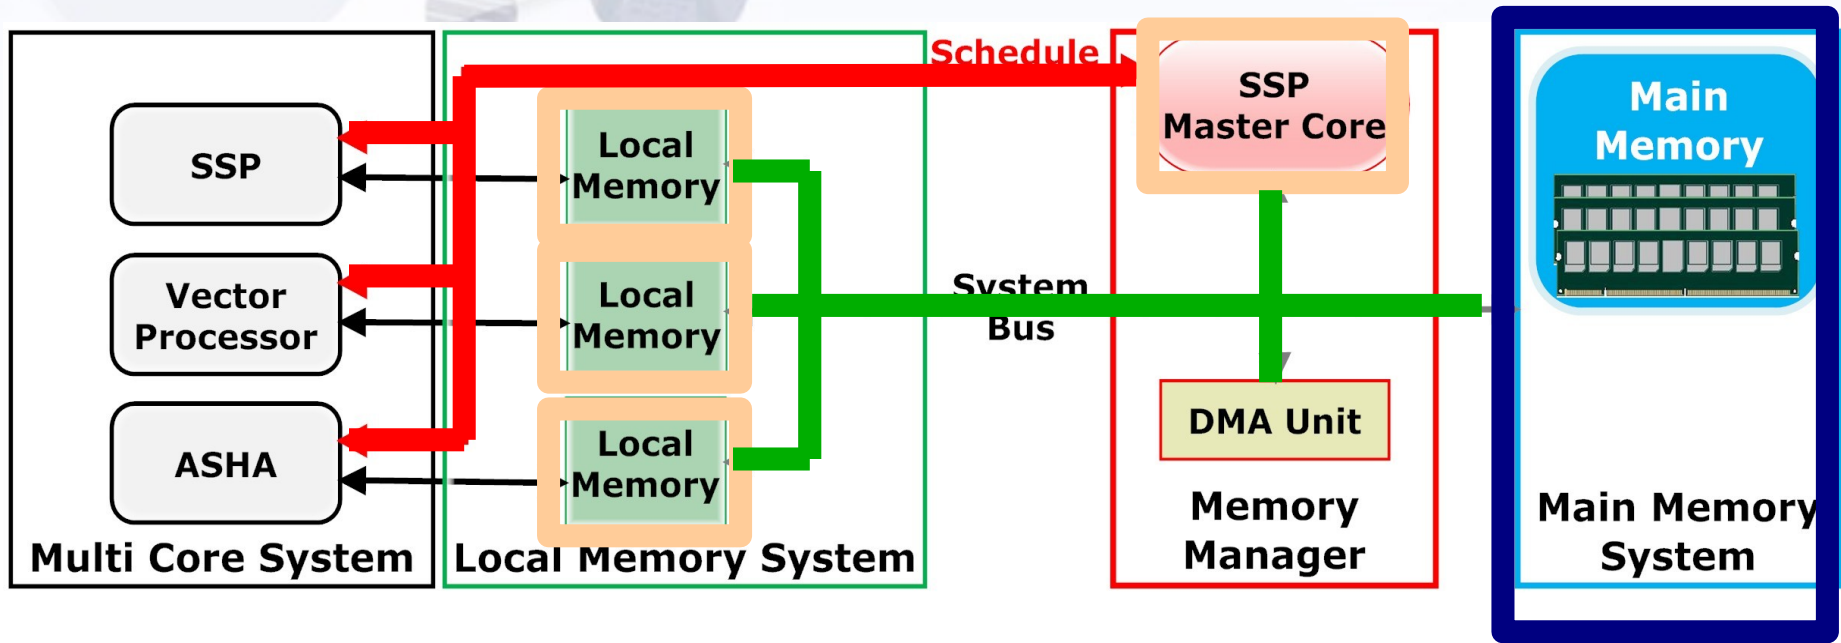 Schedule
SSP
Master Core
Main
Memory
SSP
Local
Memory
Vector
Processor
Local
Memory
System
Bus
ASHA
Local
Memory
DMA Unit
Multi Core System
Local Memory System
Memory
Manager
Main Memory
System